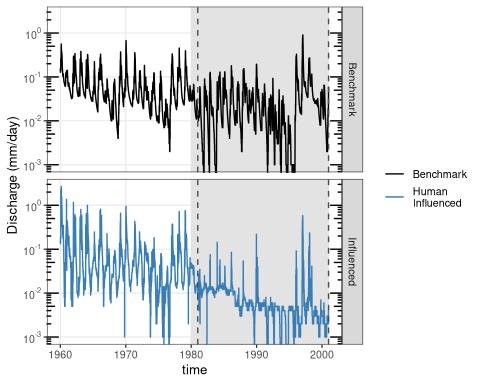 Discharge (mm/day)
10⁰
10⁻¹
10⁻²
10⁻³
Benchmark
10⁰
10⁻¹
10⁻²
10⁻³
Influenced
1960 1970 1980 1990 2000
time
Benchmark
Human
Influenced